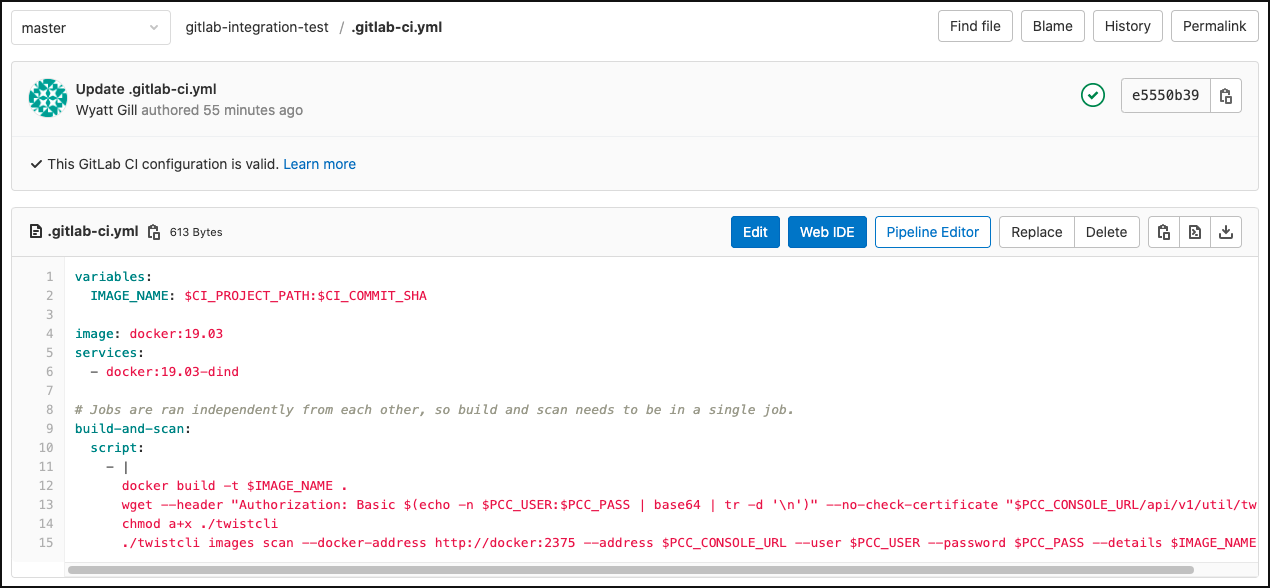 master gitlab-integration-test / .gitlab-ci.yml Find file Blame History Permalink
Update .gitlab-ci.yml
Wyatt Gill authored 55 minutes ago
e5550b39
This GitLab CI configuration is valid. Learn more
.gitlab-ci.yml 613 Bytes Edit Web IDE Pipeline Editor Replace Delete
1 variables:
2   IMAGE_NAME: $CI_PROJECT_PATH:$CI_COMMIT_SHA
3
4 image: docker:19.03
5 services:
6   - docker:19.03-dind
7
8 # Jobs are ran independently from each other, so build and scan needs to be in a single job.
9 build-and-scan:
10   script:
11     - |
12       docker build -t $IMAGE_NAME .
13       wget --header "Authorization: Basic $(echo -n $PCC_USER:$PCC_PASS | base64 | tr -d '\n')" --no-check-certificate "$PCC_CONSOLE_URL/api/v1/util/tw
14       chmod a+x ./twistcli
15       ./twistcli images scan --docker-address http://docker:2375 --address $PCC_CONSOLE_URL --user $PCC_USER --password $PCC_PASS --details $IMAGE_NAME